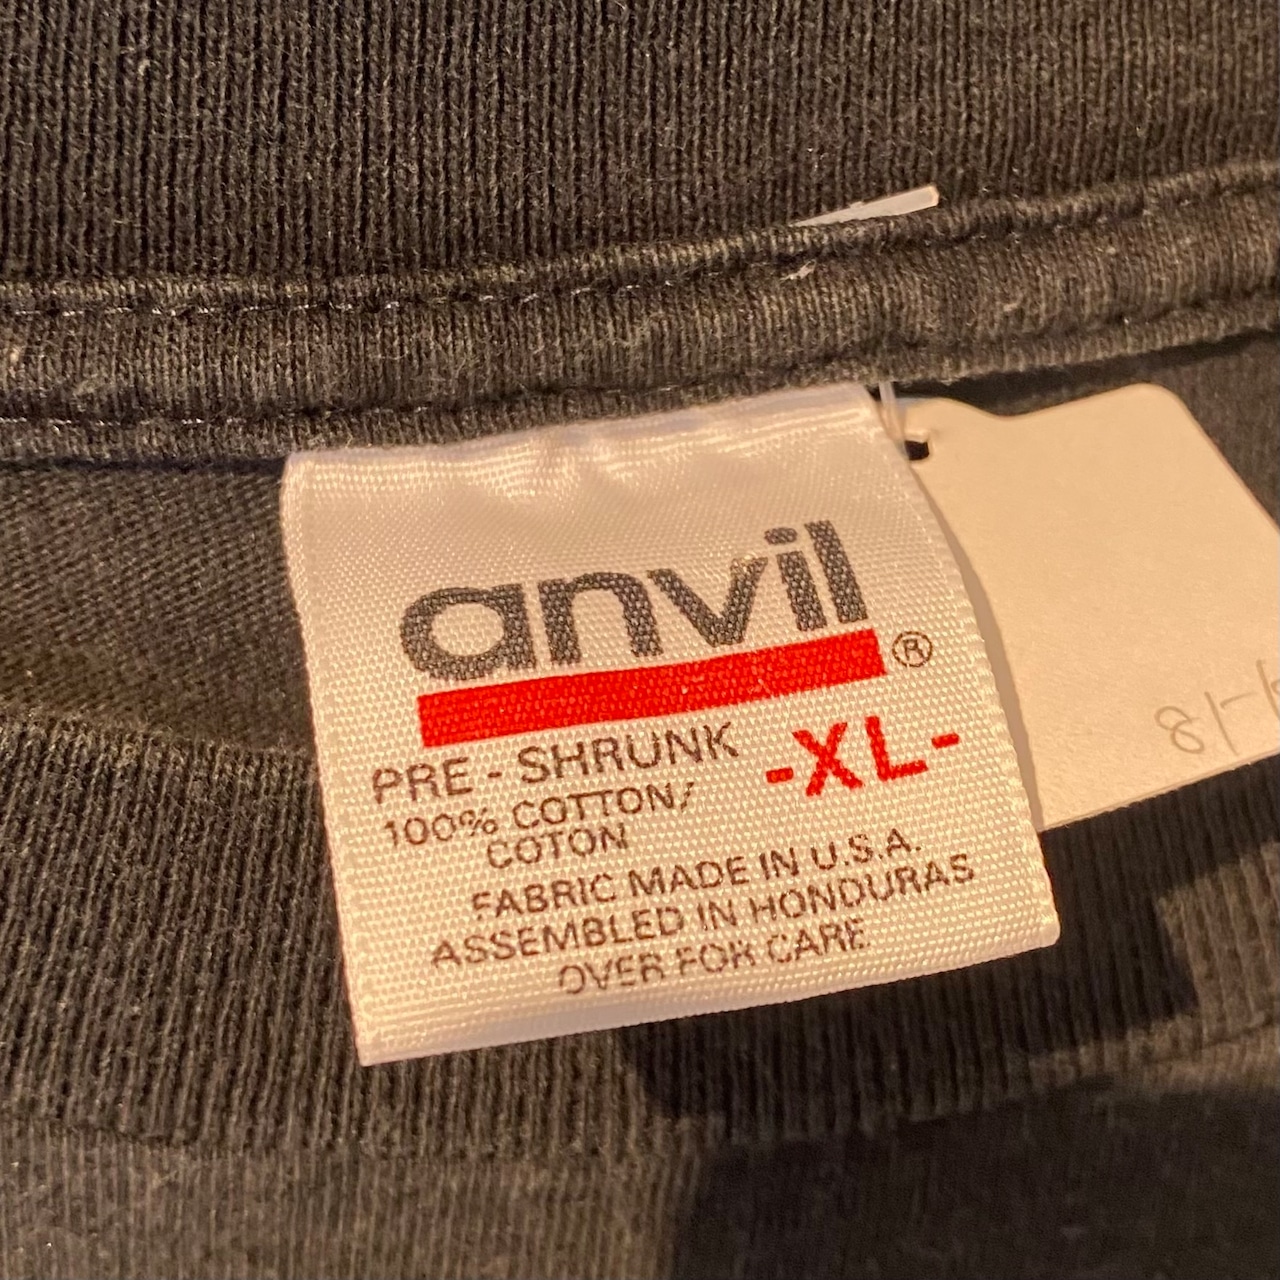 anvil®
PRE-SHRUNK -XL-
100% COTTON/
COTON
FABRIC MADE IN U.S.A.
ASSEMBLED IN HONDURAS
OVER FOR CARE